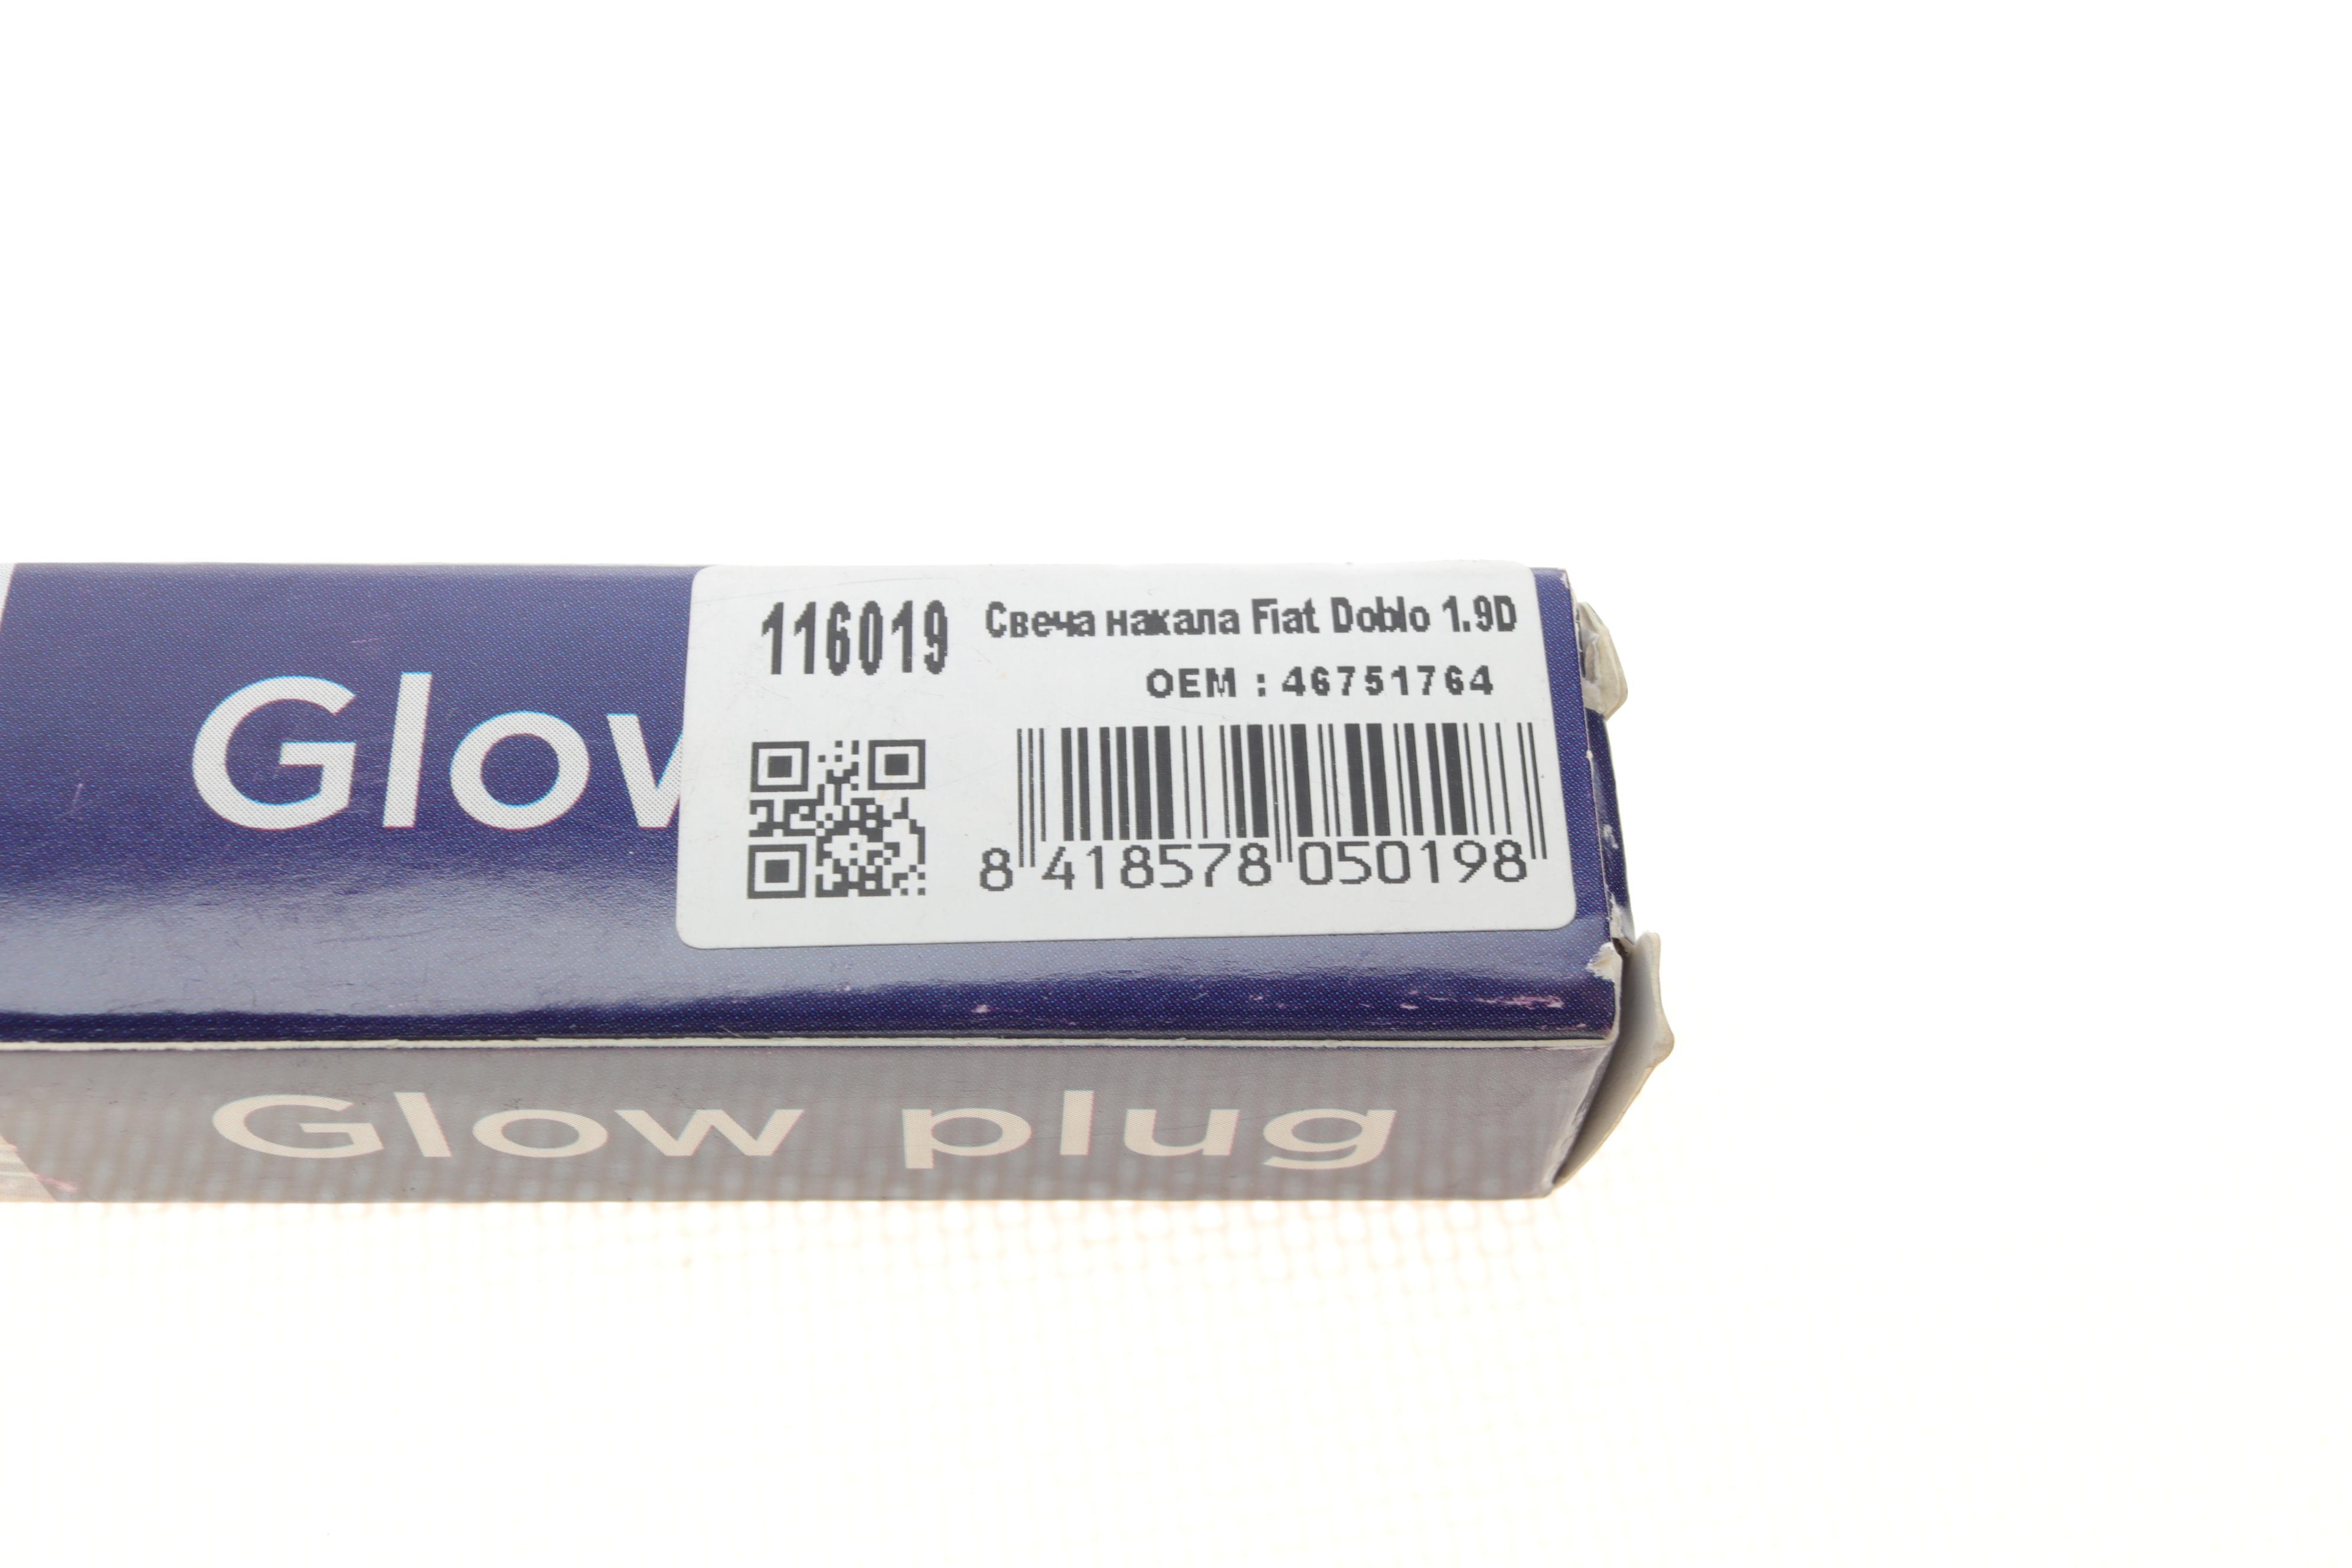 116019
Свеча накала Fiat Doblo 1.9D
OEM : 46751764
Glow
8 418578 050198
Glow plug